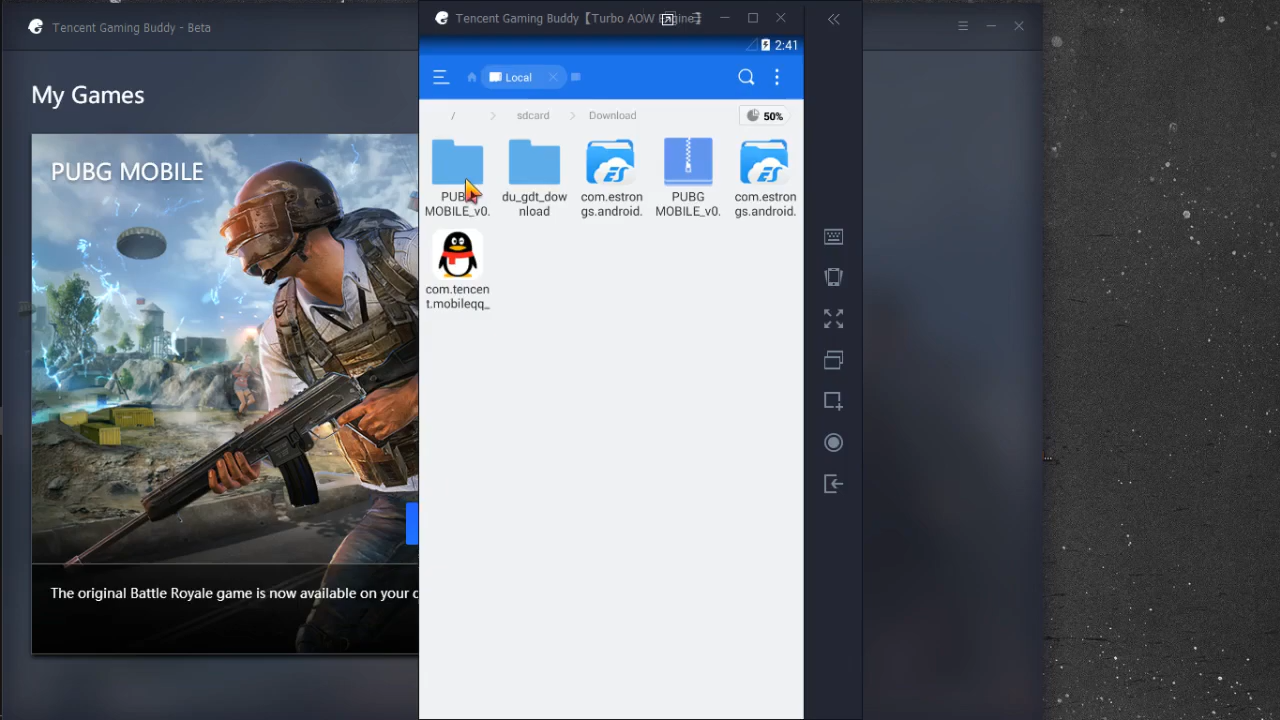 Tencent Gaming Buddy - Beta
My Games
PUBG MOBILE
The original Battle Royale game is now available on your
Tencent Gaming Buddy【Turbo AOW Engine】
2:41
Local
/
sdcard
Download
50%
PUBG
MOBILE_v0.
du_gdt_dow
nload
com.estron
gs.android.
PUBG
MOBILE_v0.
com.estron
gs.android.
com.tencen
t.mobileqq_